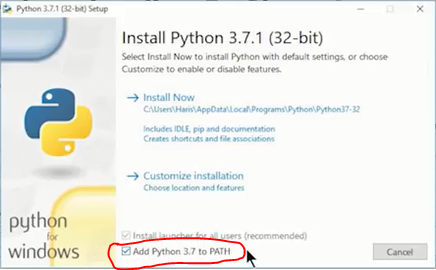 Python 3.7.1 (32-bit) Setup
Install Python 3.7.1 (32-bit)
Select Install Now to install Python with default settings, or choose
Customize to enable or disable features.
Install Now
C:\Users\Haris\AppData\Local\Programs\Python\Python37-32
Includes IDLE, pip and documentation
Creates shortcuts and file associations
Customize installation
Choose location and features
Install launcher for all users (recommended)
Add Python 3.7 to PATH
Cancel
python
for
windows